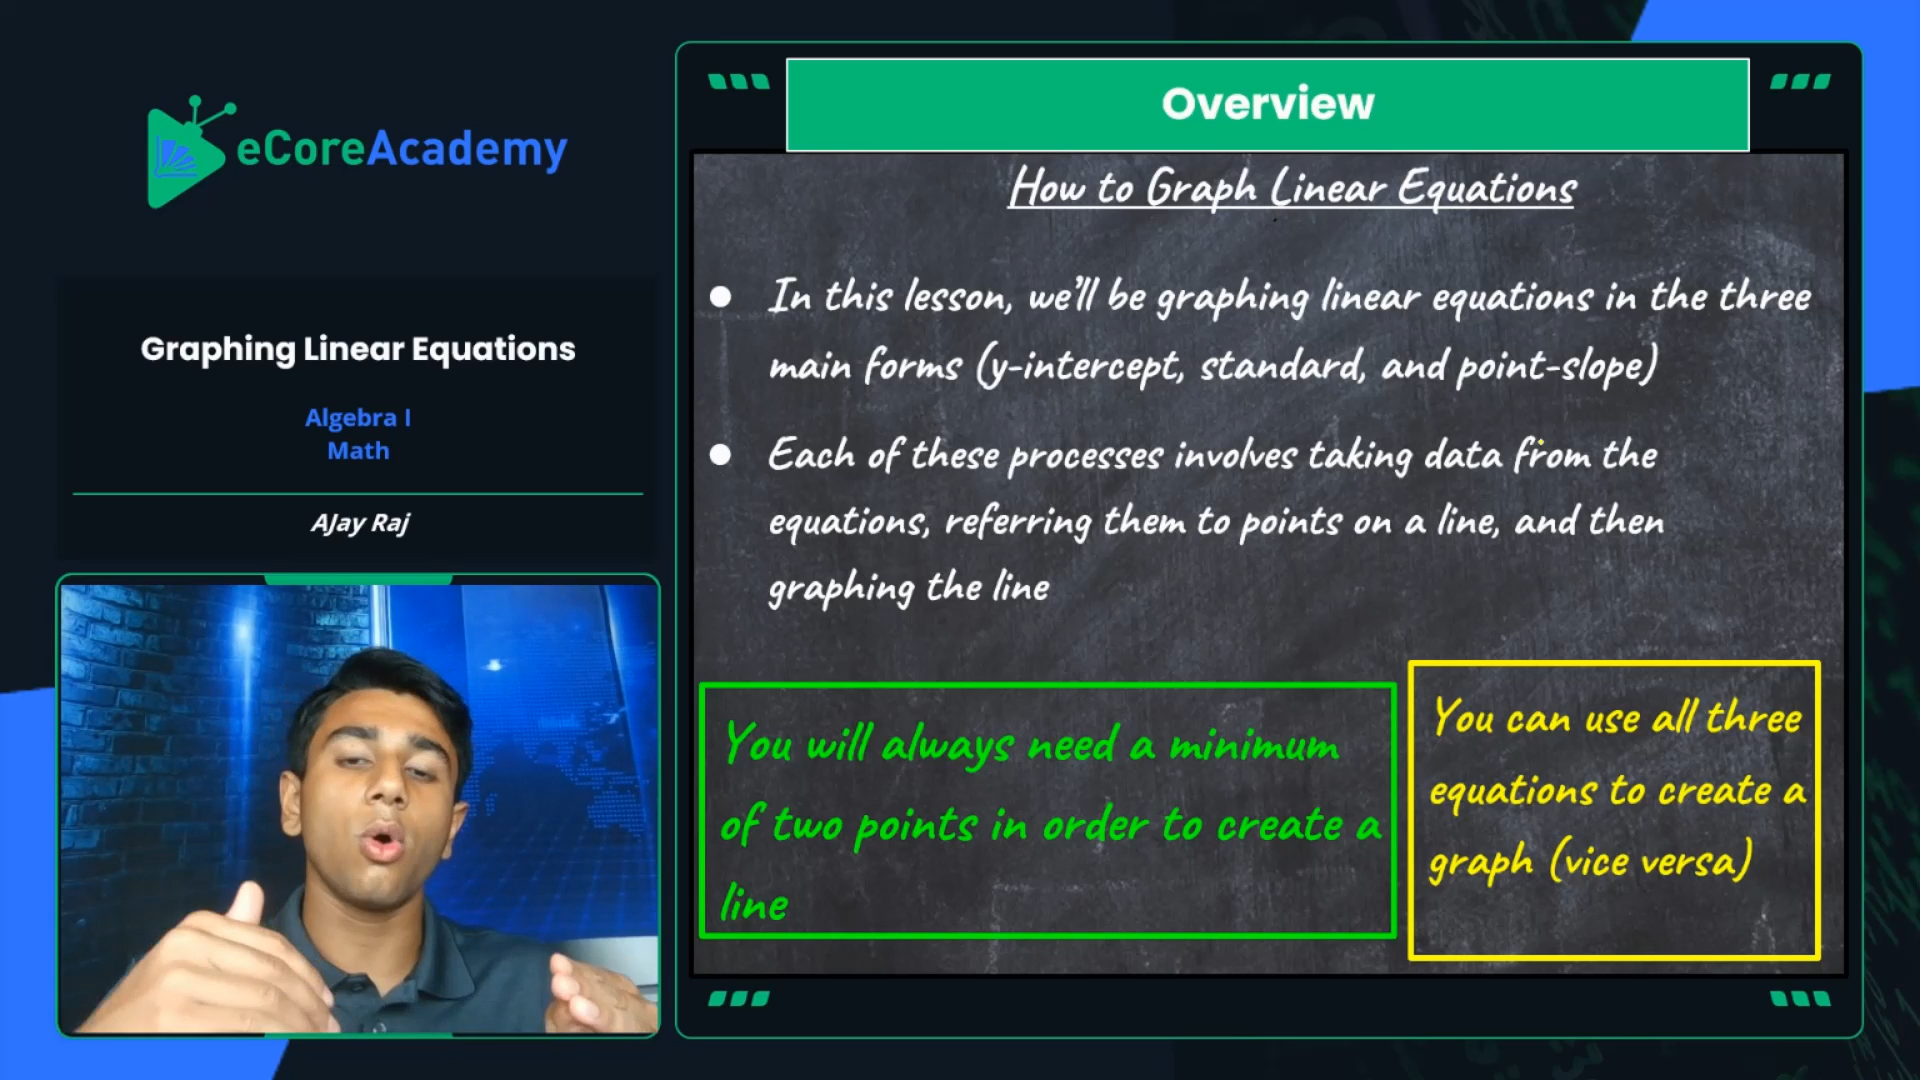 eCoreAcademy
Graphing Linear Equations
Algebra I
Math
AJay Raj
Overview
How to Graph Linear Equations
● In this lesson, we'll be graphing linear equations in the three
main forms (y-intercept, standard, and point-slope)
● Each of these processes involves taking data from the
equations, referring them to points on a line, and then
graphing the line
You will always need a minimum
of two points in order to create a
line
You can use all three
equations to create a
graph (vice versa)